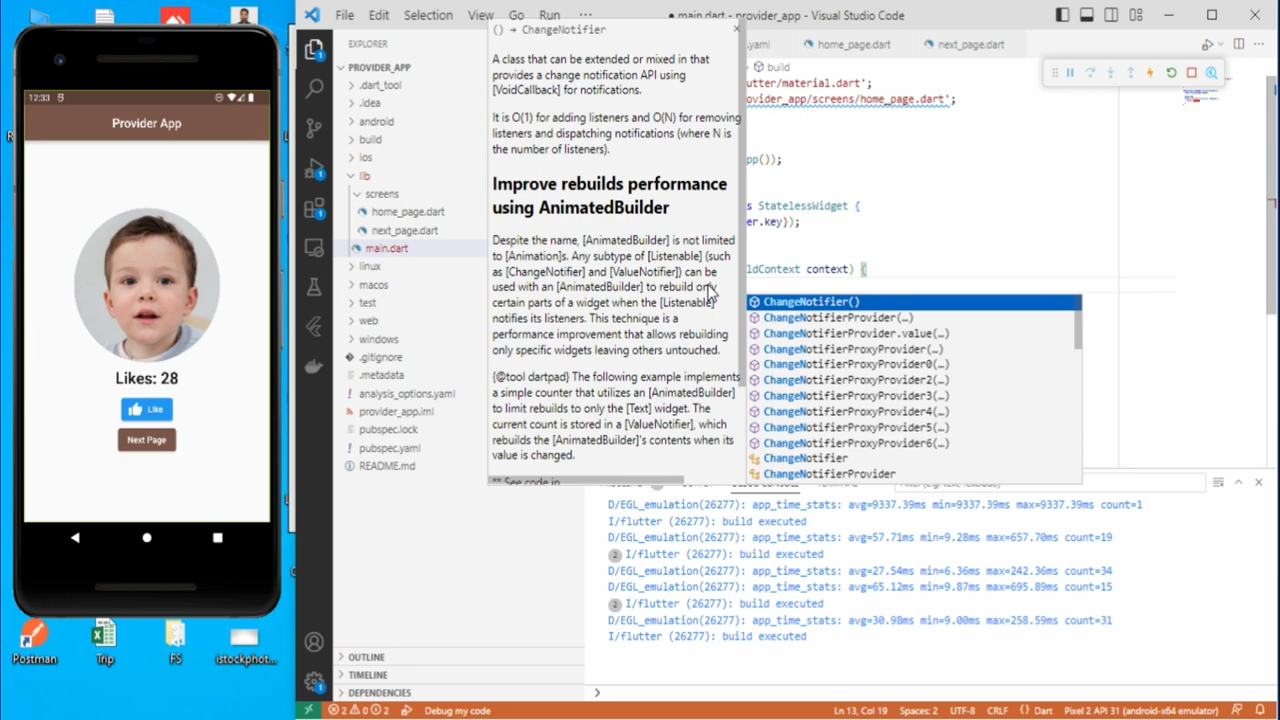 File Edit Selection View Go Run ···
main.dart - provider_app - Visual Studio Code
EXPLORER
PROVIDER_APP
.dart_tool
.idea
android
build
ios
lib
screens
home_page.dart
next_page.dart
main.dart
linux
macos
test
web
windows
.gitignore
.metadata
analysis_options.yaml
provider_app.iml
pubspec.lock
pubspec.yaml
README.md
OUTLINE
TIMELINE
DEPENDENCIES
12:33
Provider App
Likes: 28
Like
Next Page
Postman
Trip
FS
istockphot...
() → ChangeNotifier
A class that can be extended or mixed in that
provides a change notification API using
[VoidCallback] for notifications.
It is O(1) for adding listeners and O(N) for removing
listeners and dispatching notifications (where N is
the number of listeners).
Improve rebuilds performance
using AnimatedBuilder
Despite the name, [AnimatedBuilder] is not limited
to [Animation]s. Any subtype of [Listenable] (such
as [ChangeNotifier] and [ValueNotifier]) can be
used with an [AnimatedBuilder] to rebuild only
certain parts of a widget when the [Listenable]
notifies its listeners. This technique is a
performance improvement that allows rebuilding
only specific widgets leaving others untouched.
{@tool dartpad} The following example implements
a simple counter that utilizes an [AnimatedBuilder]
to limit rebuilds to only the [Text] widget. The
current count is stored in a [ValueNotifier], which
rebuilds the [AnimatedBuilder]'s contents when its
value is changed.
** See code in
.yaml
home_page.dart
next_page.dart
build
utter/material.dart';
ovider_app/screens/home_page.dart';
pp());
s StatelessWidget {
er.key});
ldContext context) {
ChangeNotifier()
ChangeNotifierProvider(…)
ChangeNotifierProvider.value(…)
ChangeNotifierProxyProvider(…)
ChangeNotifierProxyProvider0(…)
ChangeNotifierProxyProvider2(…)
ChangeNotifierProxyProvider3(…)
ChangeNotifierProxyProvider4(…)
ChangeNotifierProxyProvider5(…)
ChangeNotifierProxyProvider6(…)
ChangeNotifier
ChangeNotifierProvider
D/EGL_emulation(26277): app_time_stats: avg=9337.39ms min=9337.39ms max=9337.39ms count=1
I/flutter (26277): build executed
D/EGL_emulation(26277): app_time_stats: avg=57.71ms min=9.28ms max=657.70ms count=19
2 I/flutter (26277): build executed
D/EGL_emulation(26277): app_time_stats: avg=27.54ms min=6.36ms max=242.36ms count=34
D/EGL_emulation(26277): app_time_stats: avg=65.12ms min=9.87ms max=695.89ms count=15
2 I/flutter (26277): build executed
D/EGL_emulation(26277): app_time_stats: avg=30.98ms min=9.00ms max=258.59ms count=31
I/flutter (26277): build executed
2 0 2 Debug my code
Ln 13, Col 19 Spaces: 2 UTF-8 CRLF {} Dart Pixel 2 API 31 (android-x64 emulator)